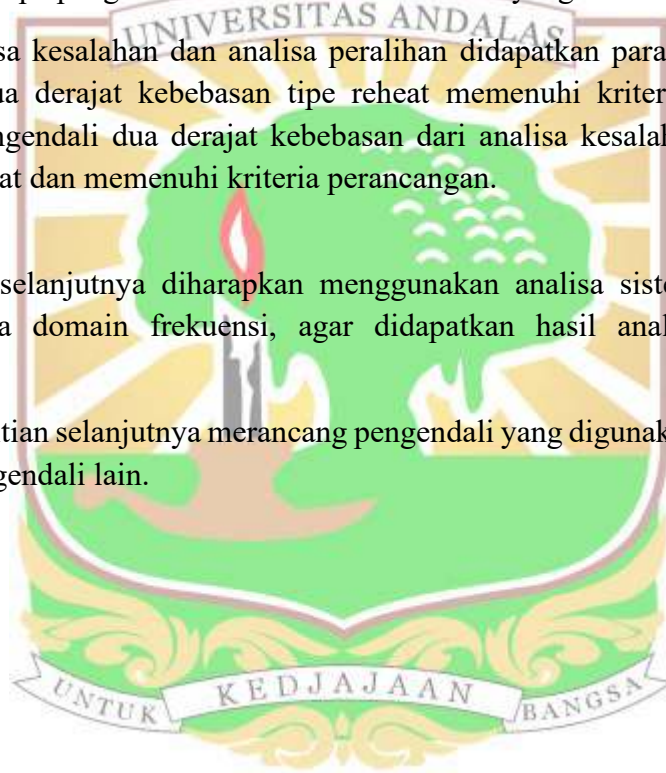 UNIVERSITAS ANDALAS
sa kesalahan dan analisa peralihan didapatkan para
ua derajat kebebasan tipe reheat memenuhi kriter
ngendali dua derajat kebebasan dari analisa kesalah
at dan memenuhi kriteria perancangan.
selanjutnya diharapkan menggunakan analisa siste
a domain frekuensi, agar didapatkan hasil anal
itian selanjutnya merancang pengendali yang digunak
gendali lain.
UNTUK KEDJAJAAN BANGSA